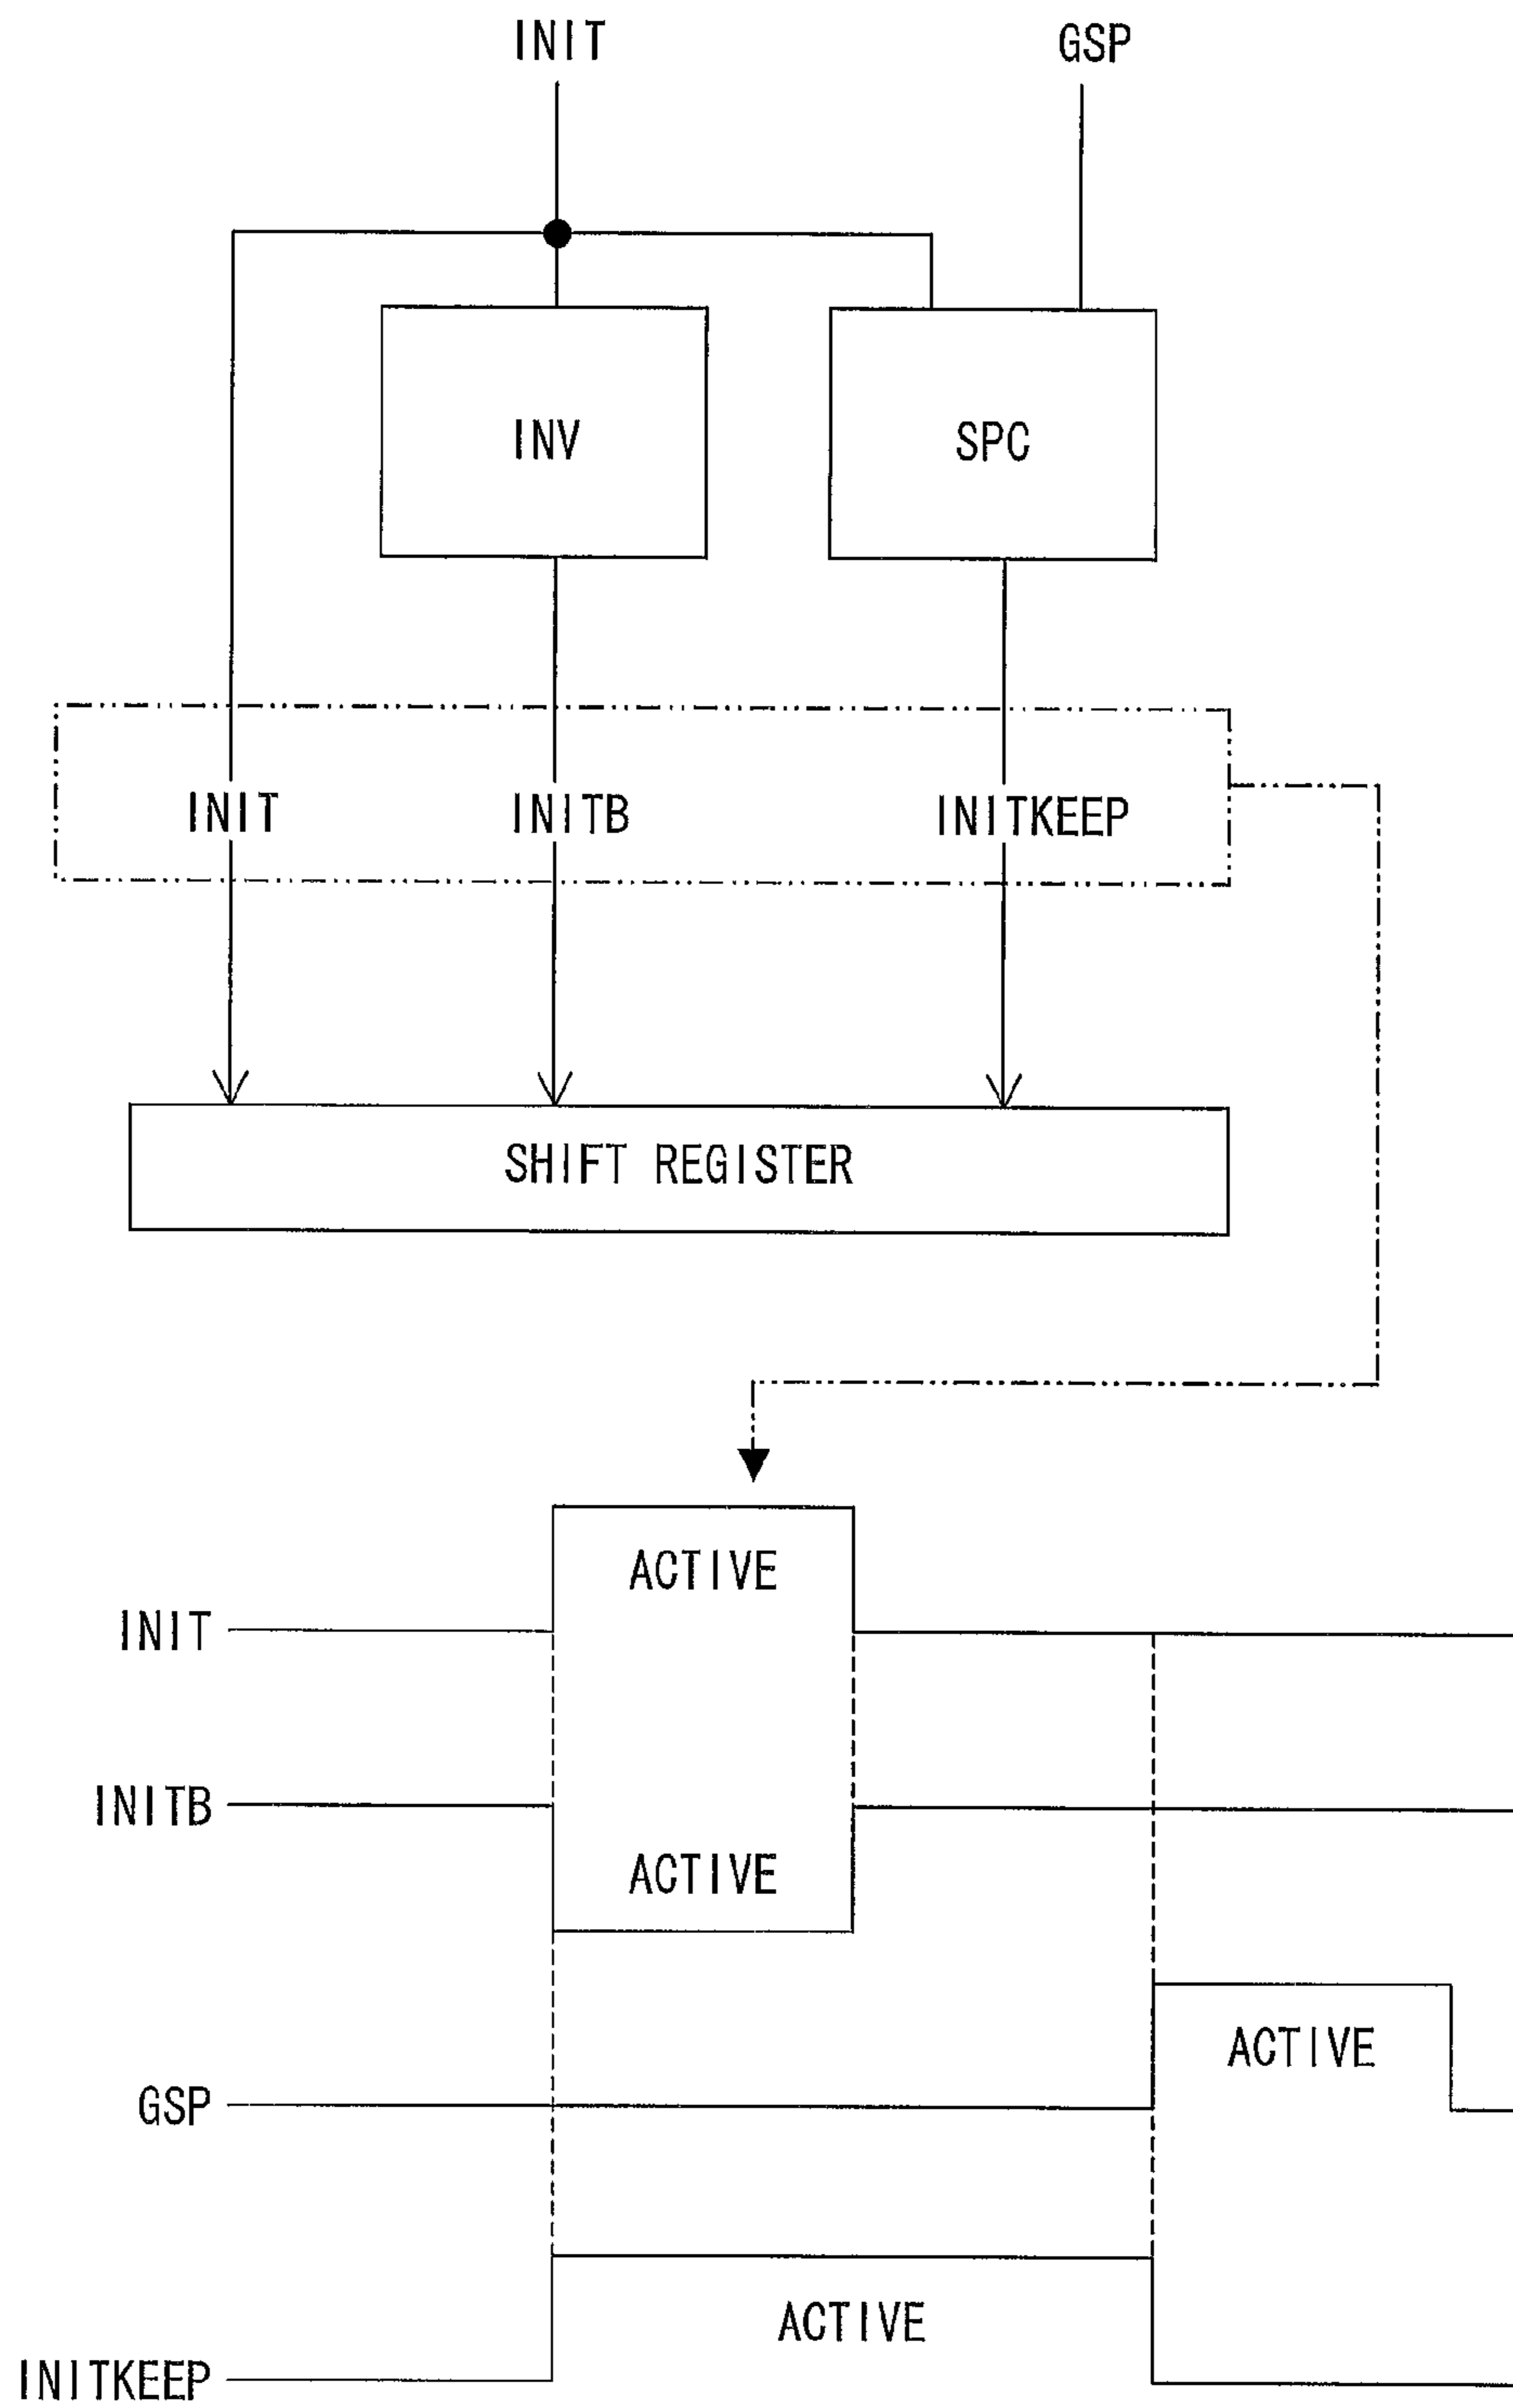 INIT GSP
INV SPC
INIT INITB INITKEEP
SHIFT REGISTER
ACTIVE
INIT
INITB
ACTIVE
ACTIVE
GSP
ACTIVE
INITKEEP